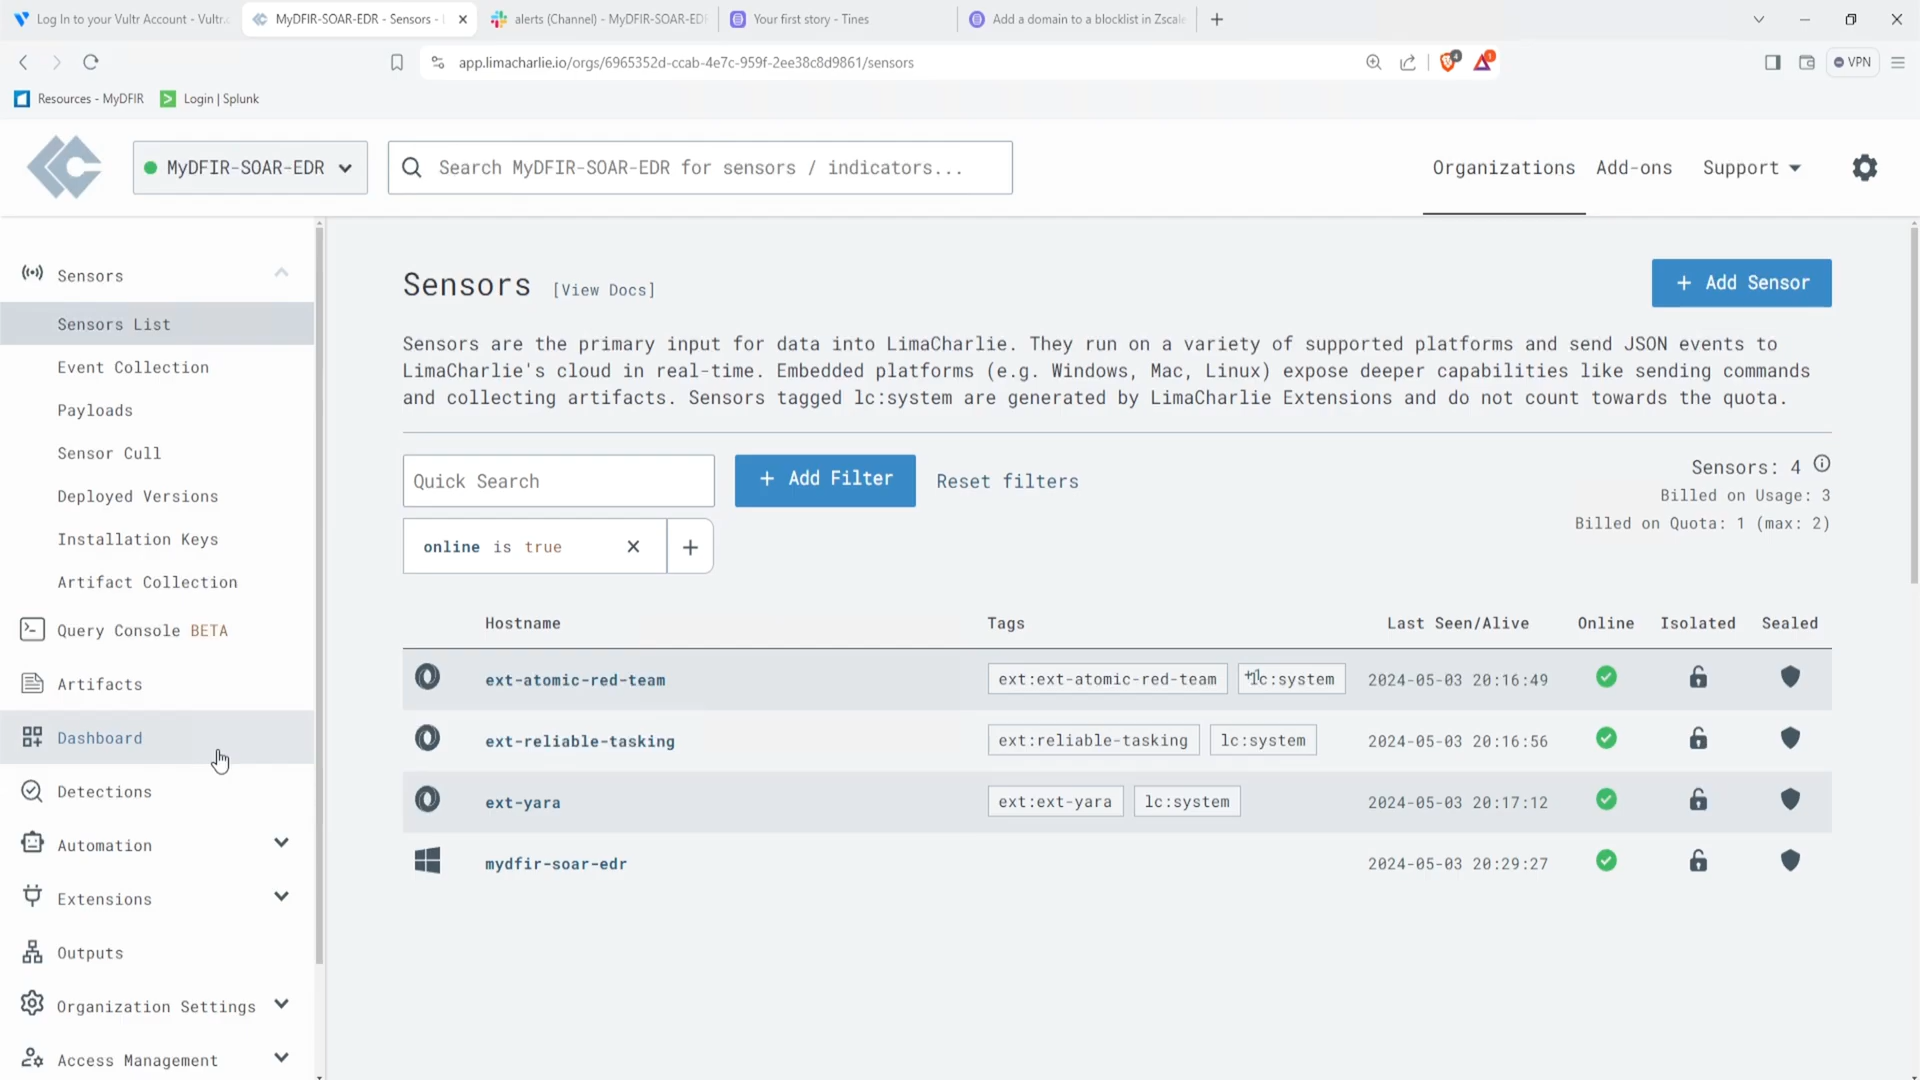 Log In to your Vultr Account - Vultr.c
MyDFIR-SOAR-EDR - Sensors -
alerts (Channel) - MyDFIR-SOAR-EDR
Your first story - Tines
Add a domain to a blocklist in Zscale
app.limacharlie.io/orgs/6965352d-ccab-4e7c-959f-2ee38c8d9861/sensors
4
1
VPN
Resources - MyDFIR
Login | Splunk
MyDFIR-SOAR-EDR
Search MyDFIR-SOAR-EDR for sensors / indicators...
Organizations
Add-ons
Support
Sensors
Sensors List
Event Collection
Payloads
Sensor Cull
Deployed Versions
Installation Keys
Artifact Collection
Query Console BETA
Artifacts
Dashboard
Detections
Automation
Extensions
Outputs
Organization Settings
Access Management
Sensors [View Docs]
+ Add Sensor
Sensors are the primary input for data into LimaCharlie. They run on a variety of supported platforms and send JSON events to
LimaCharlie's cloud in real-time. Embedded platforms (e.g. Windows, Mac, Linux) expose deeper capabilities like sending commands
and collecting artifacts. Sensors tagged lc:system are generated by LimaCharlie Extensions and do not count towards the quota.
Quick Search
+ Add Filter
Reset filters
Sensors: 4
Billed on Usage: 3
Billed on Quota: 1 (max: 2)
online is true
Hostname Tags Last Seen/Alive Online Isolated Sealed
ext-atomic-red-team ext:ext-atomic-red-team lc:system 2024-05-03 20:16:49
ext-reliable-tasking ext:reliable-tasking lc:system 2024-05-03 20:16:56
ext-yara ext:ext-yara lc:system 2024-05-03 20:17:12
mydfir-soar-edr 2024-05-03 20:29:27